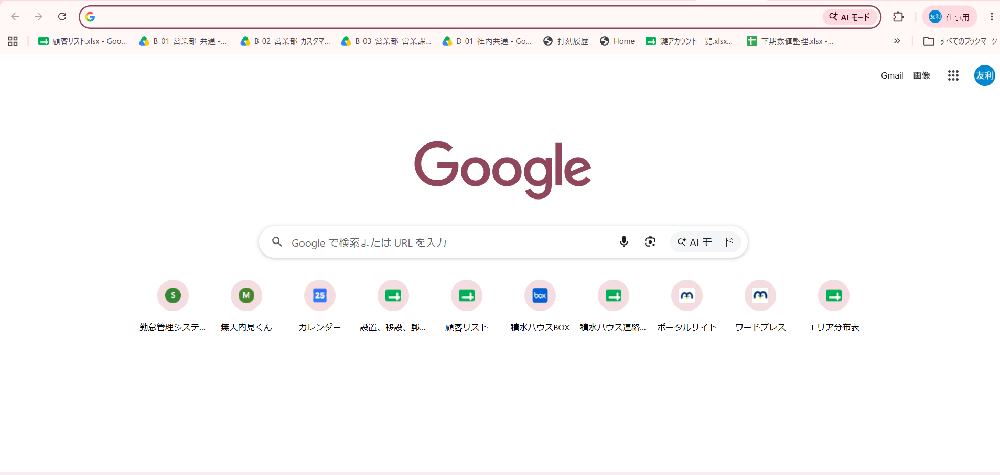 AI モード
友利 仕事用
顧客リスト.xlsx - Goo...
B_01_営業部_共通 -...
B_02_営業部_カスタマ...
B_03_営業部_営業課...
D_01_社内共通 - Go...
打刻履歴
Home
鍵アカウント一覧.xlsx...
下期数値整理.xlsx -...
すべてのブックマーク
Gmail 画像 友利
Google
Google で検索または URL を入力
AI モード
S
M
25
box
勤怠管理システ...
無人内見くん
カレンダー
設置、移設、郵...
顧客リスト
積水ハウスBOX
積水ハウス連絡...
ポータルサイト
ワードプレス
エリア分布表